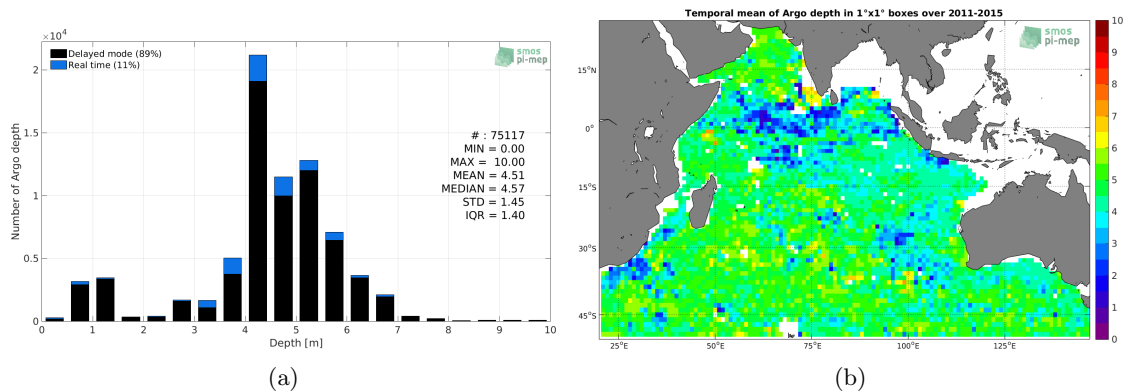 ×10⁴
Delayed mode (89%)
Real time (11%)
smos
pi-mep
2
1.5
1
0.5
0
Number of Argo depth
# : 75117
MIN = 0.00
MAX = 10.00
MEAN = 4.51
MEDIAN = 4.57
STD = 1.45
IQR = 1.40
0 1 2 3 4 5 6 7 8 9 10
Depth [m]
(a)
Temporal mean of Argo depth in 1°x1° boxes over 2011-2015
smos
pi-mep
15°N
0°
15°S
30°S
45°S
25°E 50°E 75°E 100°E 125°E
10
9
8
7
6
5
4
3
2
1
0
(b)